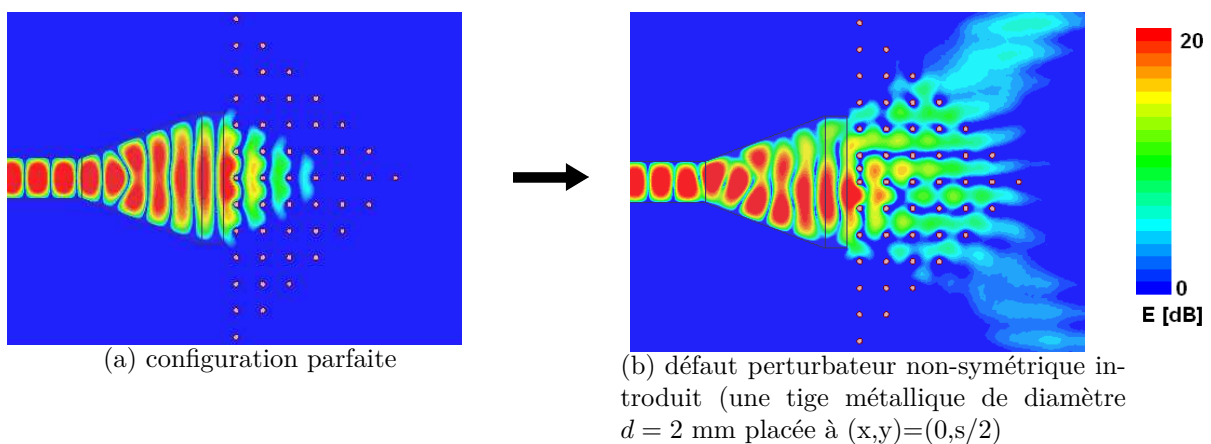 20
0
E [dB]
(a) configuration parfaite
(b) défaut perturbateur non-symétrique in-
troduit (une tige métallique de diamètre
d = 2 mm placée à (x,y)=(0,s/2)